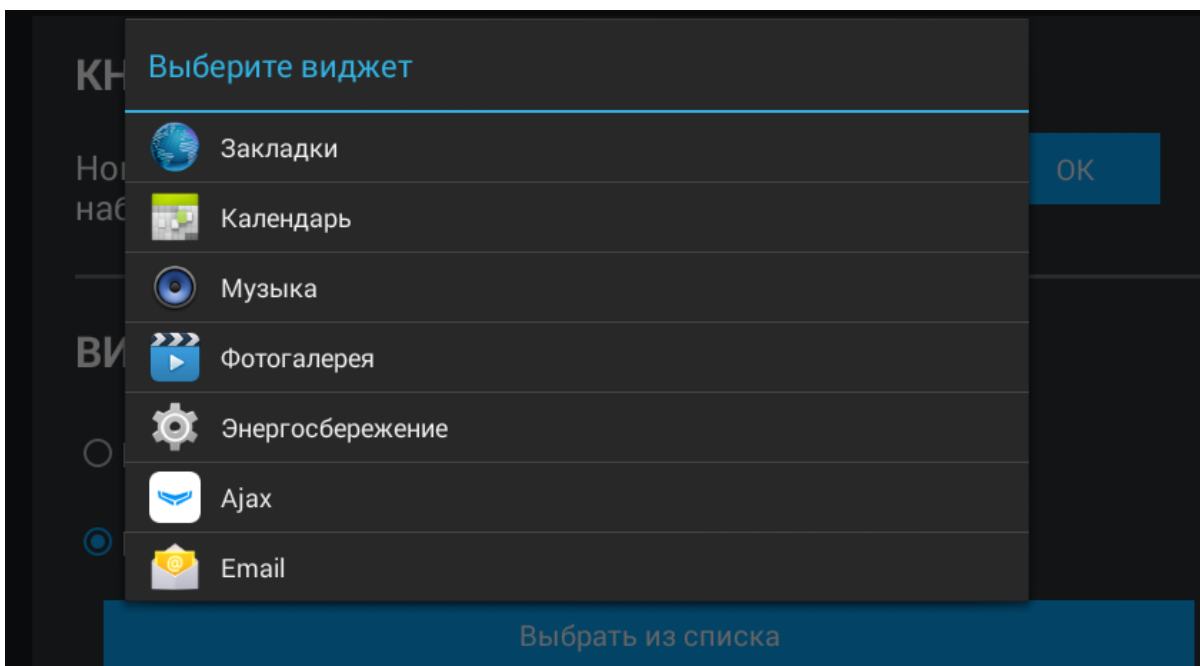 Выберите виджет
Закладки
OK
Календарь
Музыка
Фотогалерея
Энергосбережение
Ajax
Email
Выбрать из списка